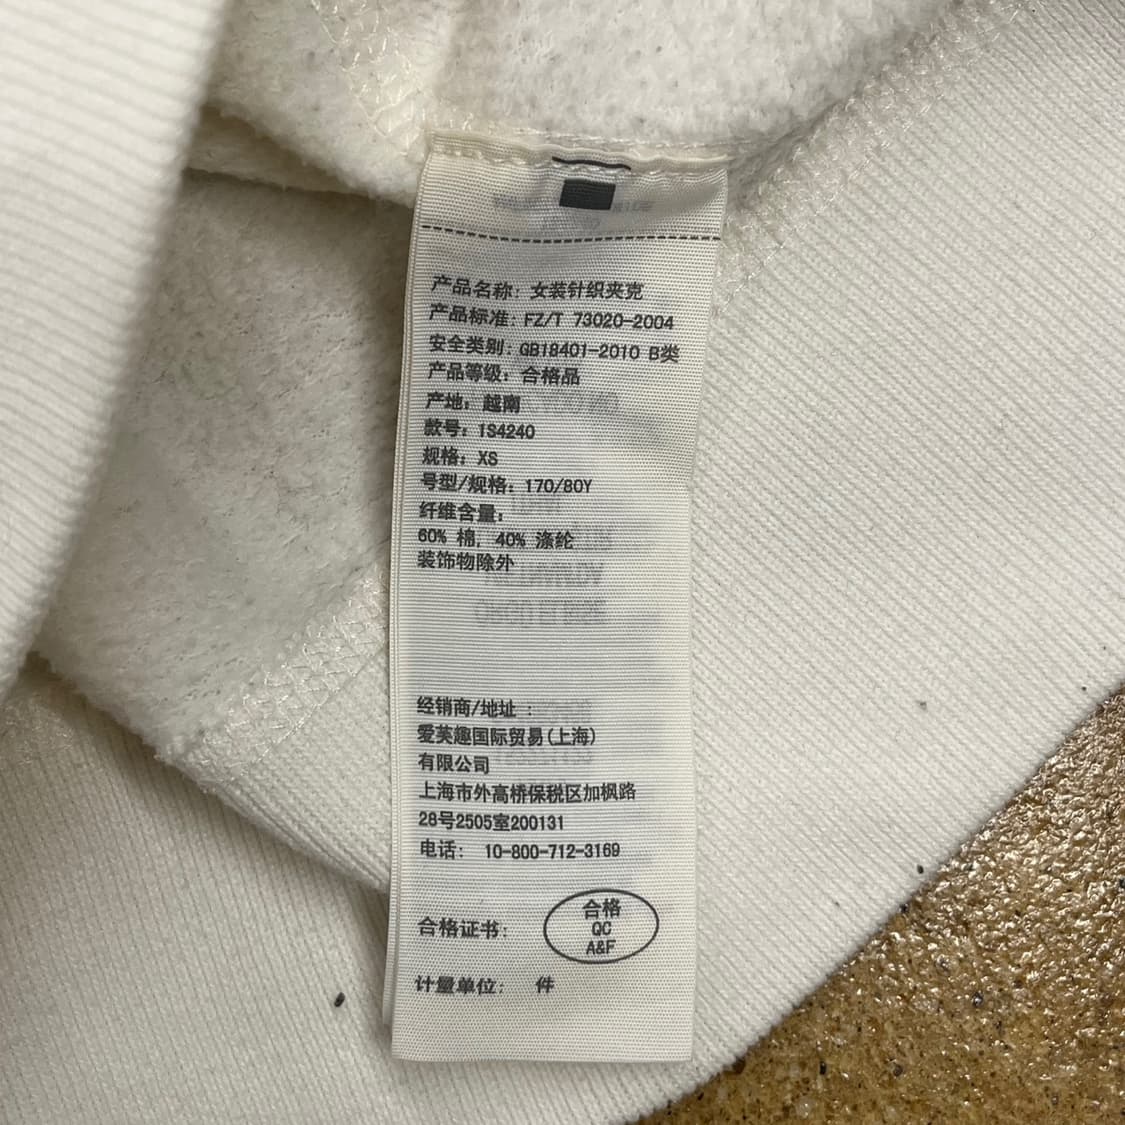 产品名称: 女装针织夹克
产品标准: FZ/T 73020-2004
安全类别: GB18401-2010 B类
产品等级: 合格品
产地: 越南
款号: 1S4240
规格: XS
号型/规格: 170/80Y
纤维含量:
60% 棉, 40% 涤纶
装饰物除外
经销商/地址 :
爱芙趣国际贸易(上海)
有限公司
上海市外高桥保税区加枫路
28号2505室200131
电话: 10-800-712-3169
合格
QC
A&F
合格证书:
计量单位: 件